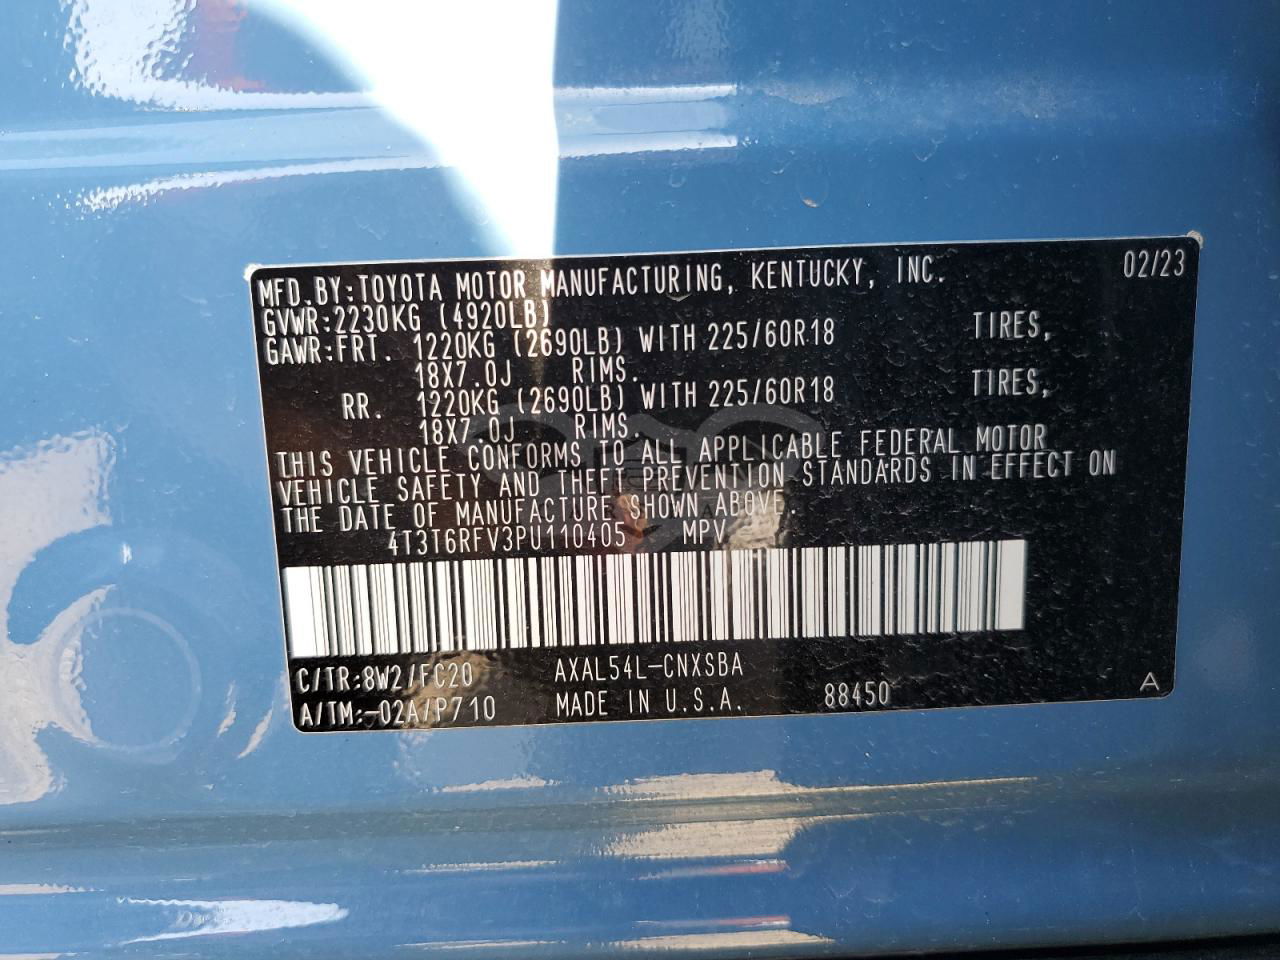 MFD.BY:TOYOTA MOTOR MANUFACTURING, KENTUCKY, INC. 02/23
GVWR:2230KG (4920LB)
GAWR:FRT. 1220KG (2690LB) WITH 225/60R18 TIRES,
18X7.0J RIMS.
RR. 1220KG (2690LB) WITH 225/60R18 TIRES,
18X7.0J RIMS.
THIS VEHICLE CONFORMS TO ALL APPLICABLE FEDERAL MOTOR
VEHICLE SAFETY AND THEFT PREVENTION STANDARDS IN EFFECT ON
THE DATE OF MANUFACTURE SHOWN ABOVE.
4T3T6RFV3PU110405 MPV
C/TR:8W2/FC20 AXAL54L-CNXSBA
A/TM:-02A/P710 MADE IN U.S.A. 88450 A